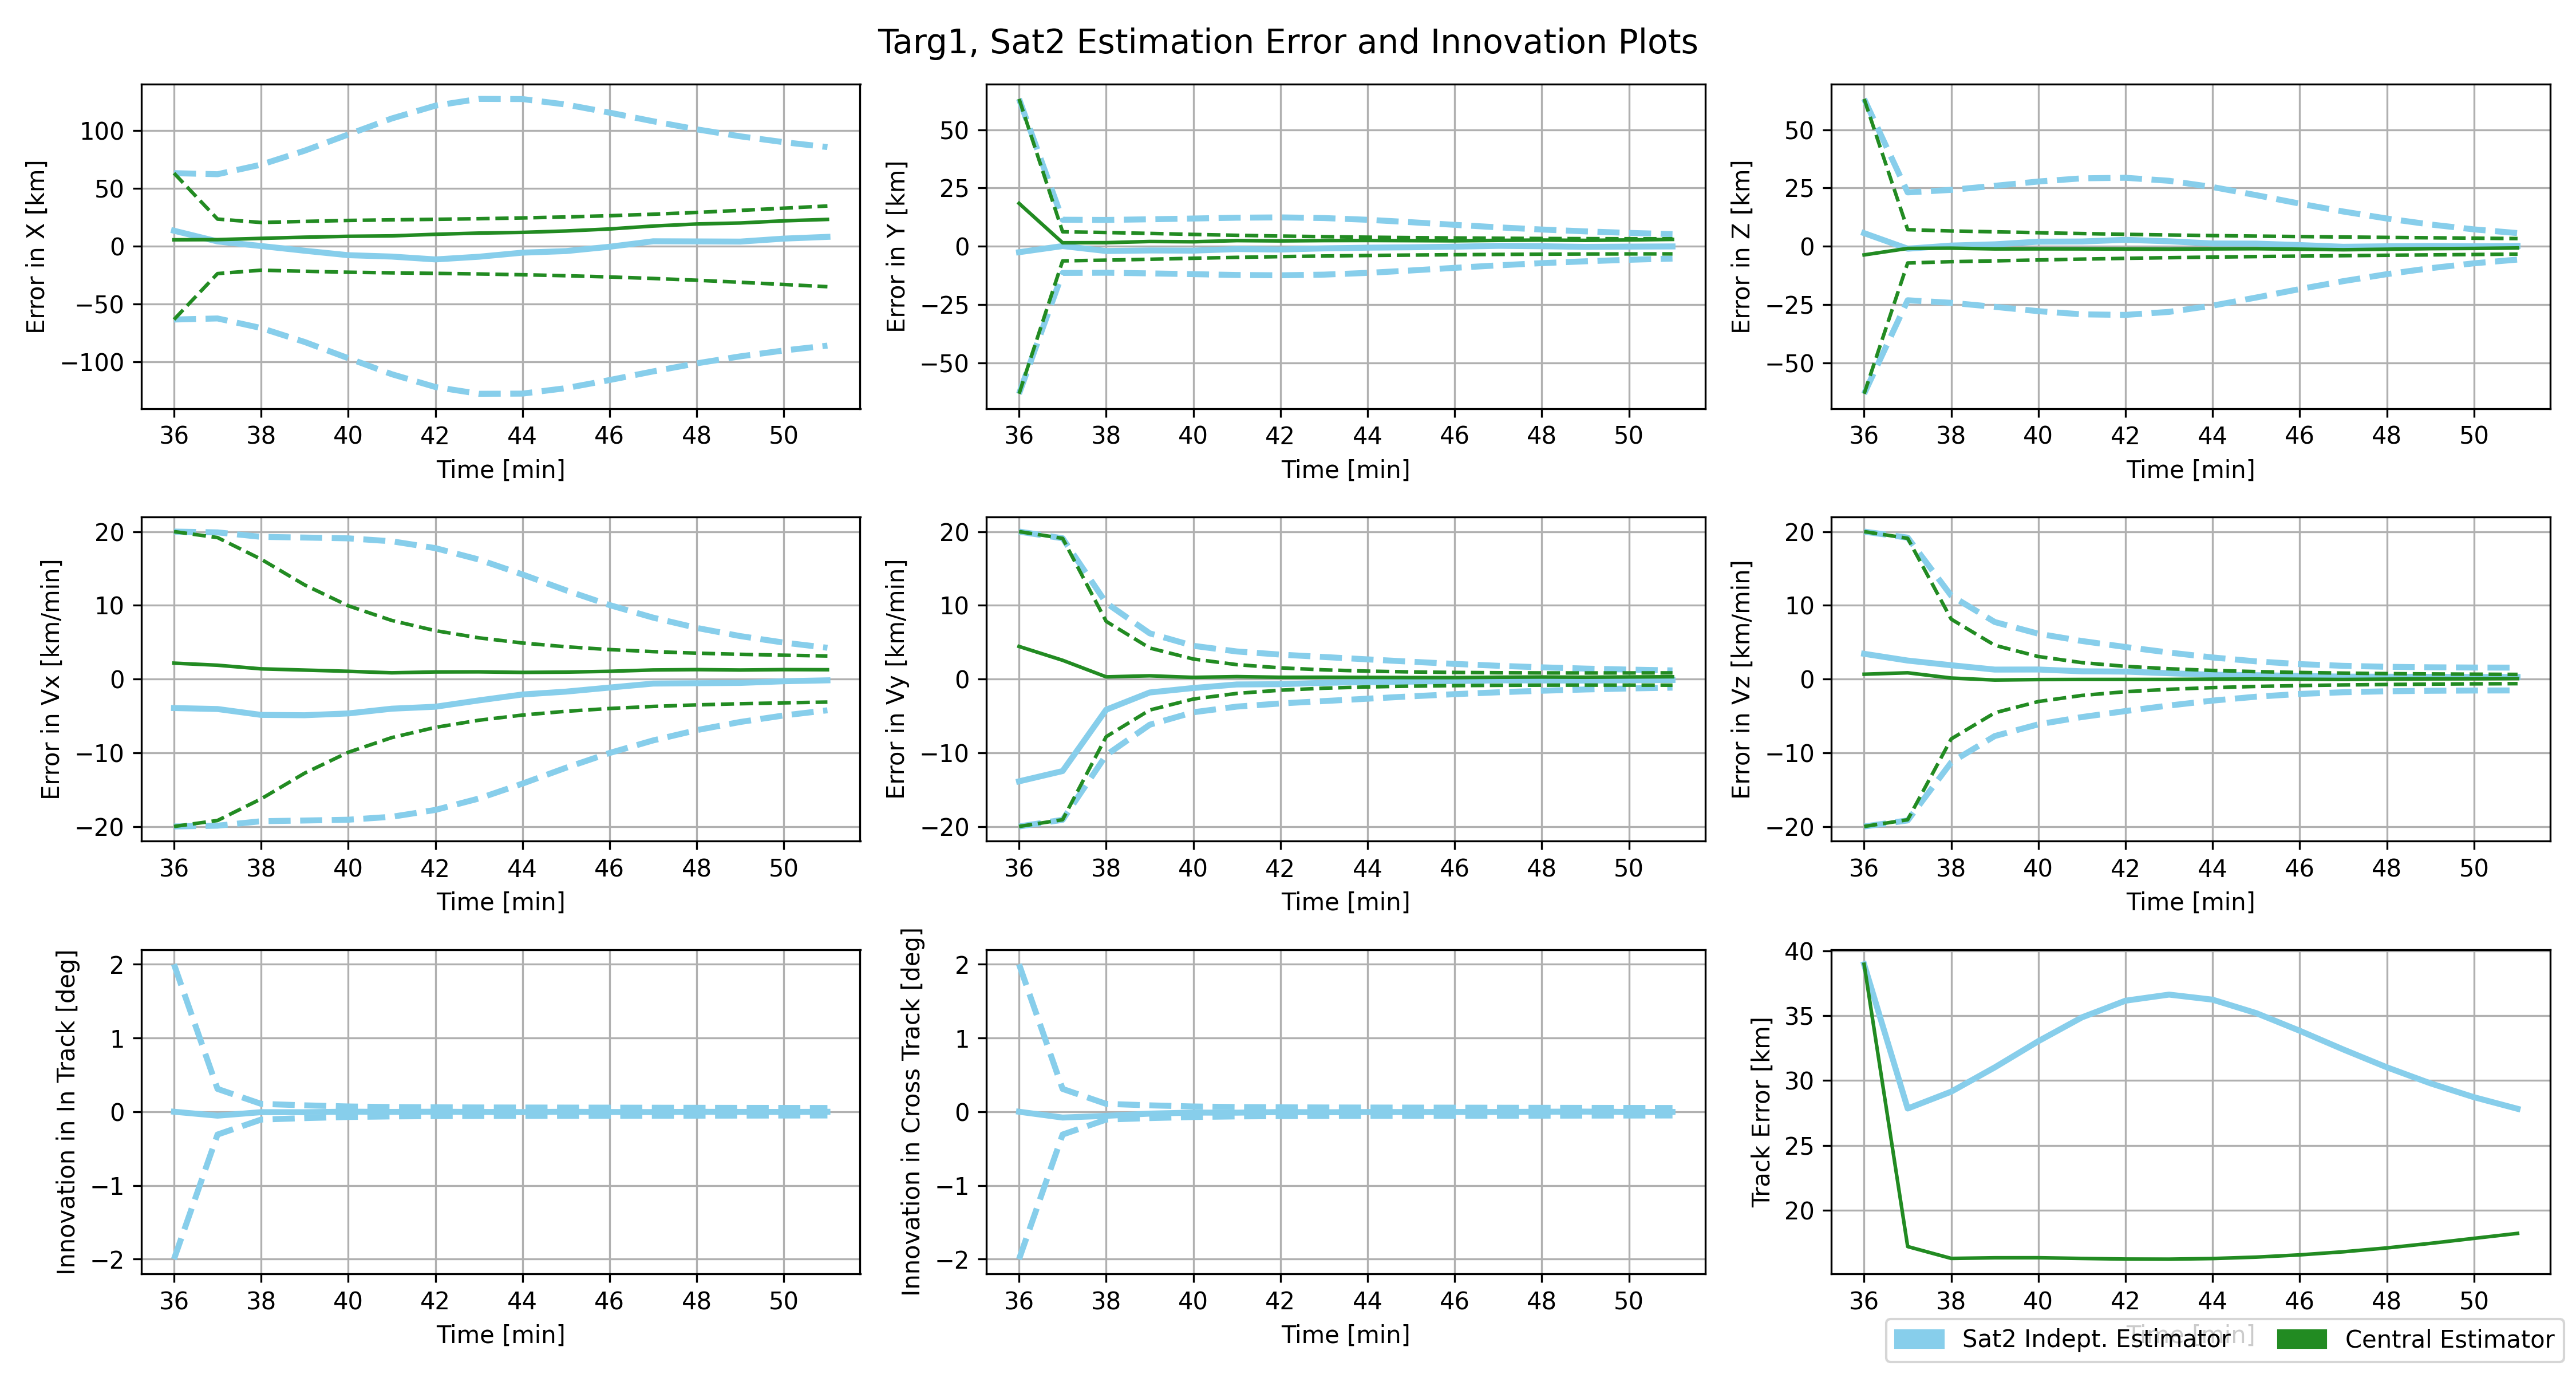 Targ1, Sat2 Estimation Error and Innovation Plots
Error in X [km]
100
50
0
−50
−100
36 38 40 42 44 46 48 50
Time [min]
Error in Y [km]
50
25
0
−25
−50
36 38 40 42 44 46 48 50
Time [min]
Error in Z [km]
50
25
0
−25
−50
36 38 40 42 44 46 48 50
Time [min]
Error in Vx [km/min]
20
10
0
−10
−20
36 38 40 42 44 46 48 50
Time [min]
Error in Vy [km/min]
20
10
0
−10
−20
36 38 40 42 44 46 48 50
Time [min]
Error in Vz [km/min]
20
10
0
−10
−20
36 38 40 42 44 46 48 50
Time [min]
Innovation in In Track [deg]
2
1
0
−1
−2
36 38 40 42 44 46 48 50
Time [min]
Innovation in Cross Track [deg]
2
1
0
−1
−2
36 38 40 42 44 46 48 50
Time [min]
Track Error [km]
40
35
30
25
20
36 38 40 42 44 46 48 50
Time [min]
Sat2 Indept. Estimator
Central Estimator